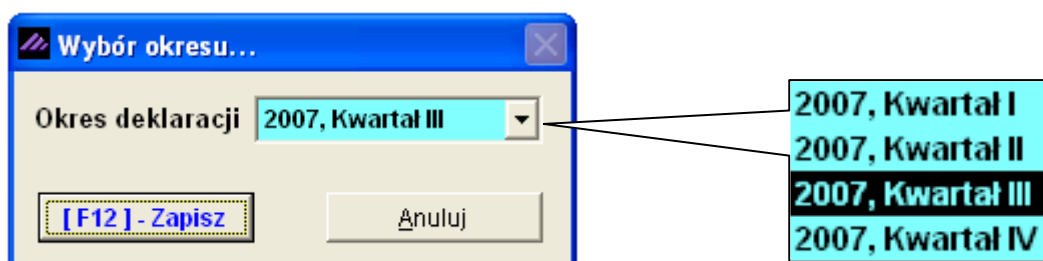 Wybór okresu...
Okres deklaracji 2007, Kwartał III
[ F12 ] - Zapisz Anuluj
2007, Kwartał I
2007, Kwartał II
2007, Kwartał III
2007, Kwartał IV